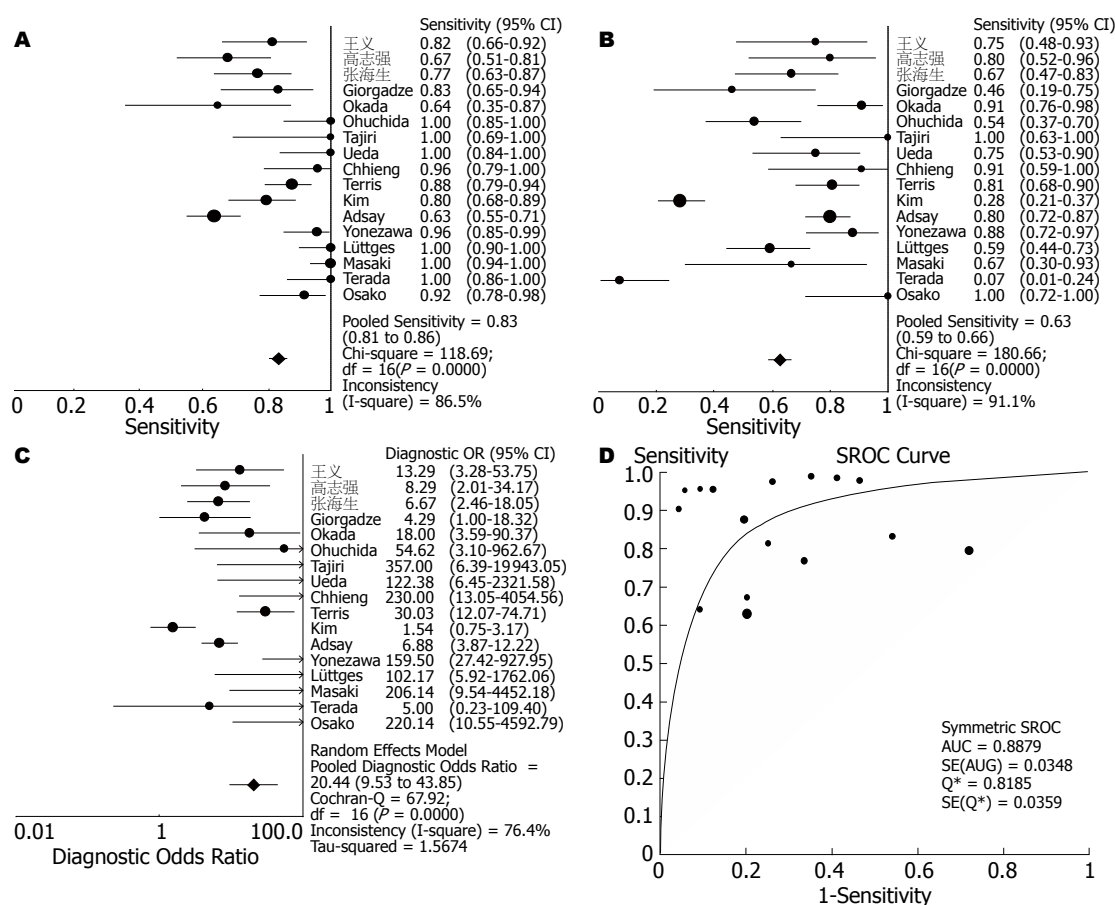 A
Sensitivity (95% CI)
王义 0.82 (0.66-0.92)
高志强 0.67 (0.51-0.81)
张海生 0.77 (0.63-0.87)
Giorgadze 0.83 (0.65-0.94)
Okada 0.64 (0.35-0.87)
Ohuchida 1.00 (0.85-1.00)
Tajiri 1.00 (0.69-1.00)
Ueda 1.00 (0.84-1.00)
Chhieng 0.96 (0.79-1.00)
Terris 0.88 (0.79-0.94)
Kim 0.80 (0.68-0.89)
Adsay 0.63 (0.55-0.71)
Yonezawa 0.96 (0.85-0.99)
Lüttges 1.00 (0.90-1.00)
Masaki 1.00 (0.94-1.00)
Terada 1.00 (0.86-1.00)
Osako 0.92 (0.78-0.98)
Pooled Sensitivity = 0.83
(0.81 to 0.86)
Chi-square = 118.69;
df = 16(P = 0.0000)
Inconsistency
(I-square) = 86.5%
0 0.2 0.4 0.6 0.8 1
Sensitivity
B
Sensitivity (95% CI)
王义 0.75 (0.48-0.93)
高志强 0.80 (0.52-0.96)
张海生 0.67 (0.47-0.83)
Giorgadze 0.46 (0.19-0.75)
Okada 0.91 (0.76-0.98)
Ohuchida 0.54 (0.37-0.70)
Tajiri 1.00 (0.63-1.00)
Ueda 0.75 (0.53-0.90)
Chhieng 0.91 (0.59-1.00)
Terris 0.81 (0.68-0.90)
Kim 0.28 (0.21-0.37)
Adsay 0.80 (0.72-0.87)
Yonezawa 0.88 (0.72-0.97)
Lüttges 0.59 (0.44-0.73)
Masaki 0.67 (0.30-0.93)
Terada 0.07 (0.01-0.24)
Osako 1.00 (0.72-1.00)
Pooled Sensitivity = 0.63
(0.59 to 0.66)
Chi-square = 180.66;
df = 16(P = 0.0000)
Inconsistency
(I-square) = 91.1%
0 0.2 0.4 0.6 0.8 1
Sensitivity
C
Diagnostic OR (95% CI)
王义 13.29 (3.28-53.75)
高志强 8.29 (2.01-34.17)
张海生 6.67 (2.46-18.05)
Giorgadze 4.29 (1.00-18.32)
Okada 18.00 (3.59-90.37)
Ohuchida 54.62 (3.10-962.67)
Tajiri 357.00 (6.39-19943.05)
Ueda 122.38 (6.45-2321.58)
Chhieng 230.00 (13.05-4054.56)
Terris 30.03 (12.07-74.71)
Kim 1.54 (0.75-3.17)
Adsay 6.88 (3.87-12.22)
Yonezawa 159.50 (27.42-927.95)
Lüttges 102.17 (5.92-1762.06)
Masaki 206.14 (9.54-4452.18)
Terada 5.00 (0.23-109.40)
Osako 220.14 (10.55-4592.79)
Random Effects Model
Pooled Diagnostic Odds Ratio =
20.44 (9.53 to 43.85)
Cochran-Q = 67.92;
df = 16 (P = 0.0000)
Inconsistency (I-square) = 76.4%
Tau-squared = 1.5674
0.01 1 100.0
Diagnostic Odds Ratio
D Sensitivity SROC Curve
1.0
0.9
0.8
0.7
0.6
0.5
0.4
0.3
0.2
0.1
0
Symmetric SROC
AUC = 0.8879
SE(AUG) = 0.0348
Q* = 0.8185
SE(Q*) = 0.0359
0 0.2 0.4 0.6 0.8 1
1-Sensitivity